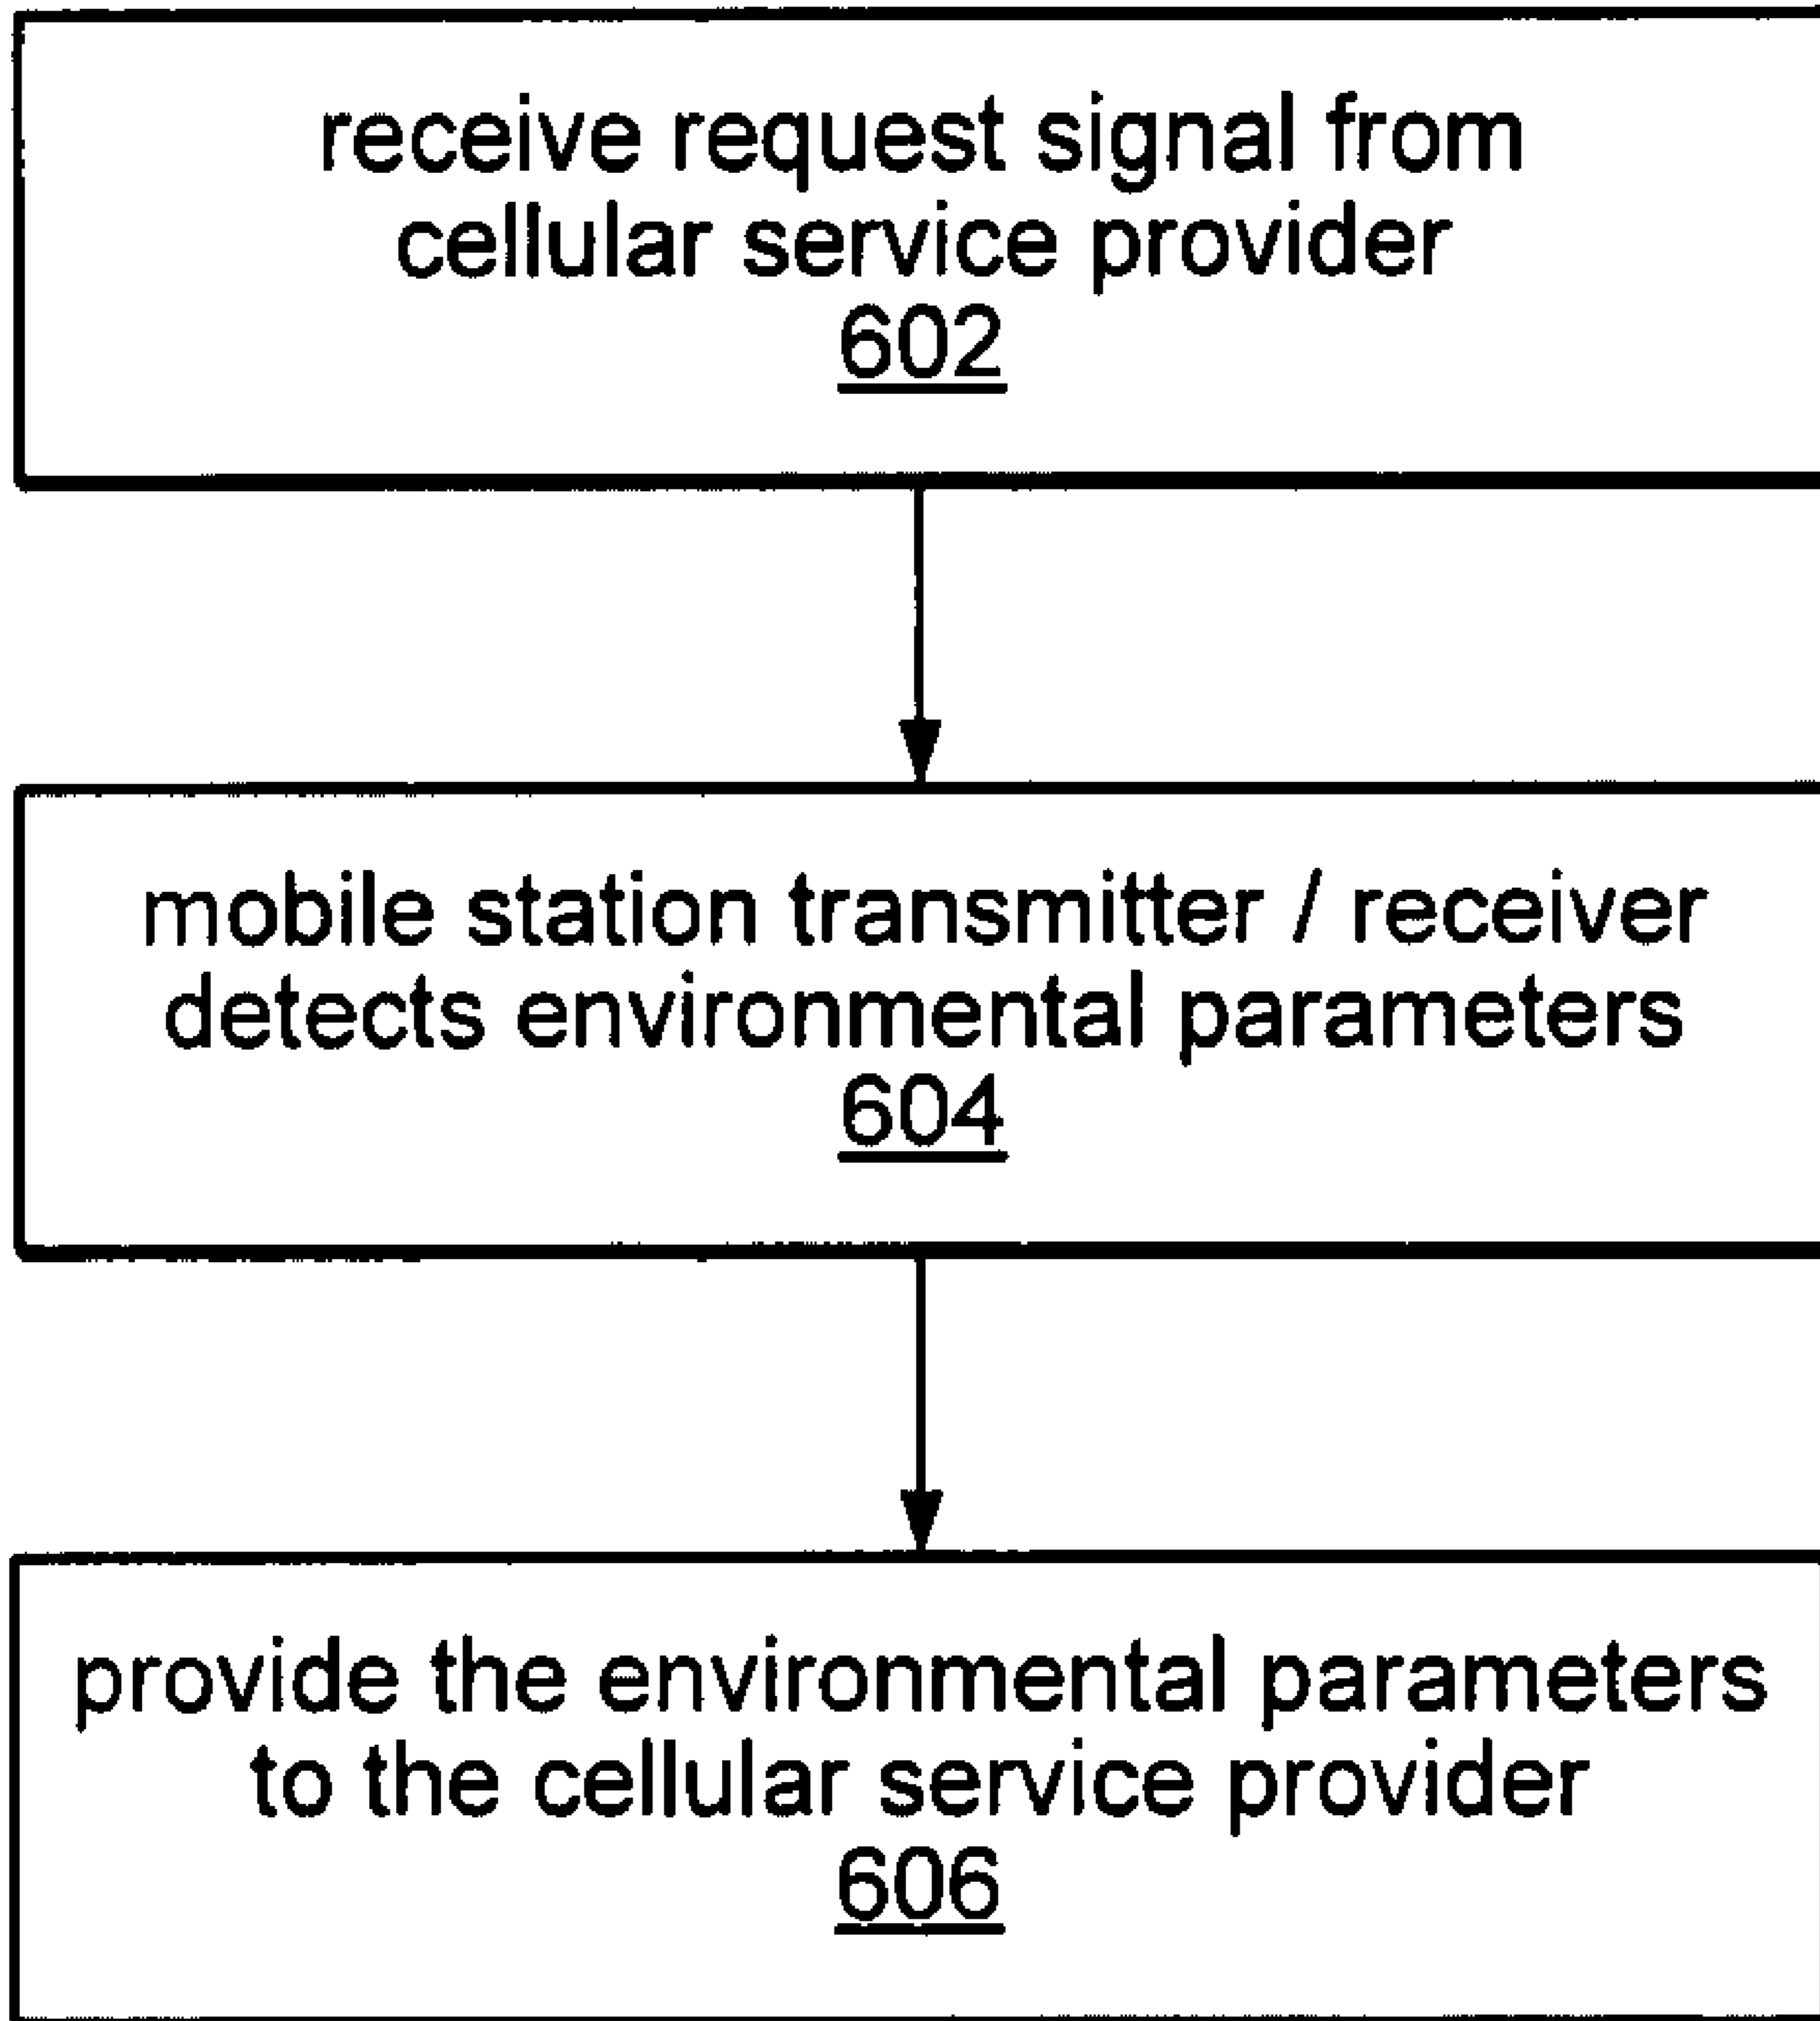 receive request signal from
cellular service provider
602
mobile station transmitter / receiver
detects environmental parameters
604
provide the environmental parameters
to the cellular service provider
606